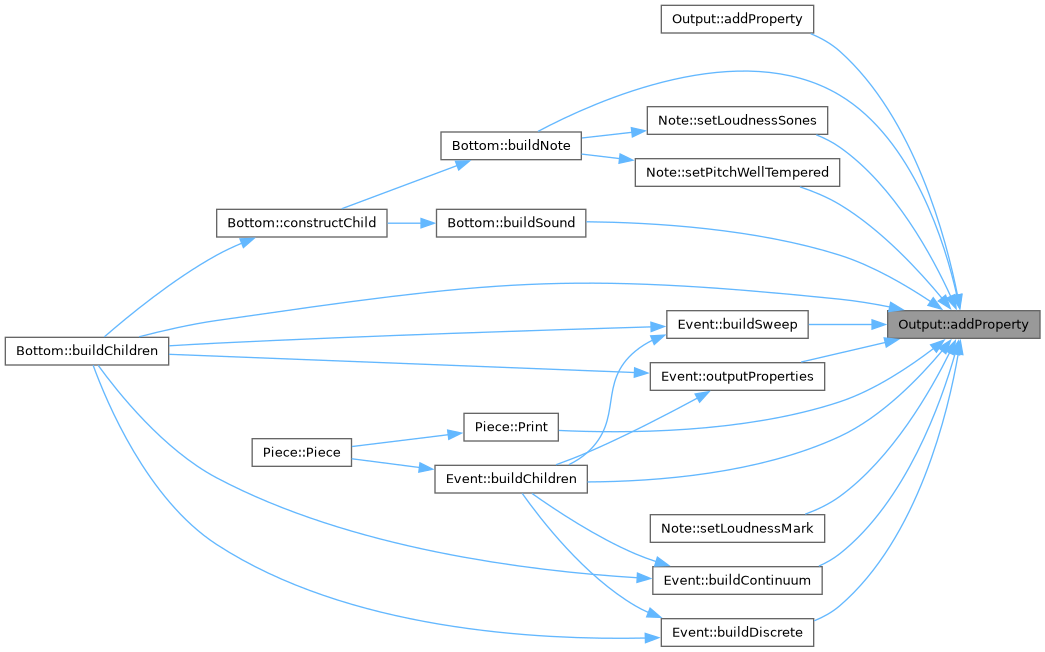 Output::addProperty
Note::setLoudnessSones
Bottom::buildNote
Note::setPitchWellTempered
Bottom::constructChild
Bottom::buildSound
Event::buildSweep
Output::addProperty
Bottom::buildChildren
Event::outputProperties
Piece::Print
Piece::Piece
Event::buildChildren
Note::setLoudnessMark
Event::buildContinuum
Event::buildDiscrete